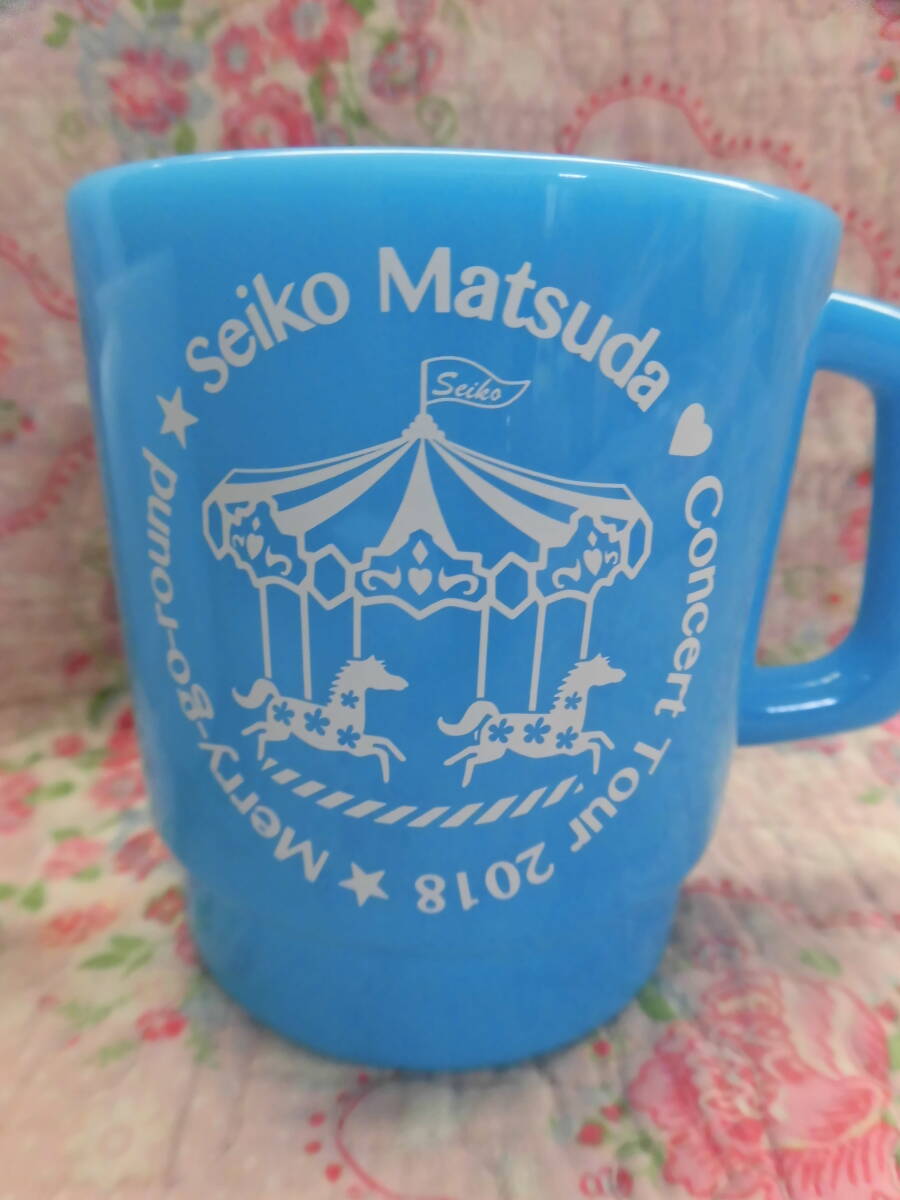 ★ Seiko Matsuda ♥ Concert Tour 2018 ★ Merry-go-round
Seiko